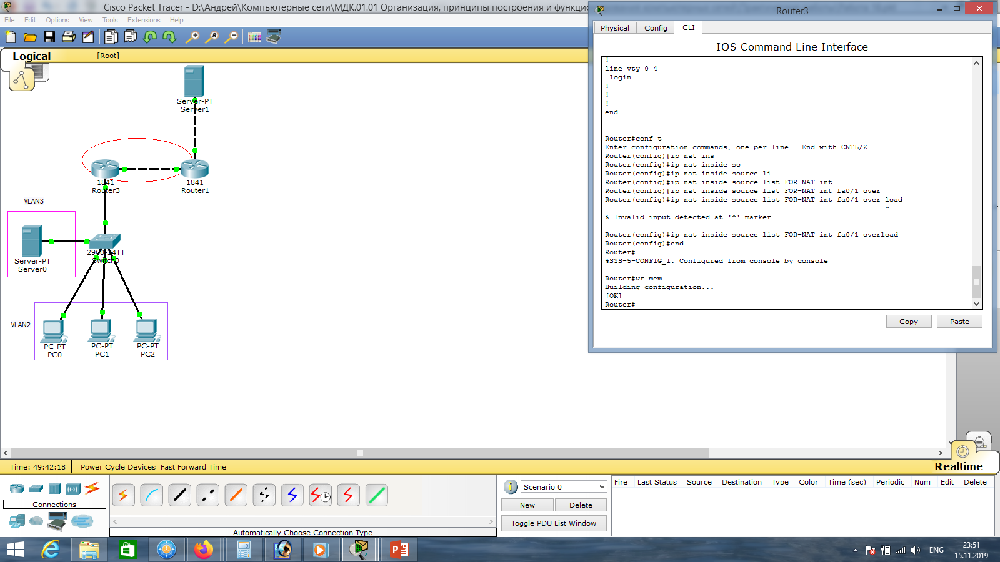 Cisco Packet Tracer - D:\Андрей\Компьютерные сети\МДК.01.01 Организация, принципы построения и функцис
File Edit Options View Tools Extensions Help
Logical
[Root]
Server-PT
Server1
1841
Router3
1841
Router1
VLAN3
Server-PT
Server0
2960-24TT
Switch0
VLAN2
PC-PT
PC0
PC-PT
PC1
PC-PT
PC2
Router3
Physical Config CLI
IOS Command Line Interface
!
line vty 0 4
login
!
!
!
end
Router#conf t
Enter configuration commands, one per line. End with CNTL/Z.
Router(config)#ip nat ins
Router(config)#ip nat inside so
Router(config)#ip nat inside source li
Router(config)#ip nat inside source list FOR-NAT int
Router(config)#ip nat inside source list FOR-NAT int fa0/1 over
Router(config)#ip nat inside source list FOR-NAT int fa0/1 over load
^
% Invalid input detected at '^' marker.
Router(config)#ip nat inside source list FOR-NAT int fa0/1 overload
Router(config)#end
Router#
%SYS-5-CONFIG_I: Configured from console by console
Router#wr mem
Building configuration...
[OK]
Router#
Copy Paste
Time: 49:42:18 Power Cycle Devices Fast Forward Time
Realtime
Connections
Automatically Choose Connection Type
Scenario 0
New Delete
Toggle PDU List Window
Fire Last Status Source Destination Type Color Time (sec) Periodic Num Edit Delete
ENG
23:51
15.11.2019